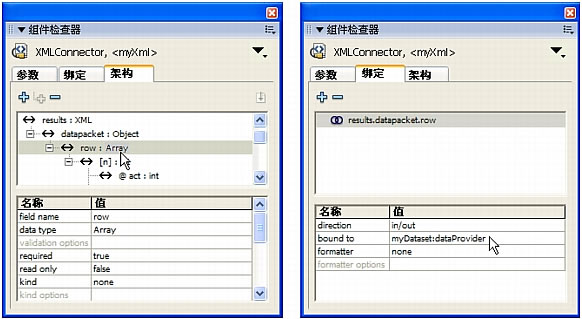 组件检查器
XMLConnector, <myXml>
参数 绑定 架构
results : XML
datapacket : Object
row : Array
[n] :
@ act : int
名称 值
field name row
data type Array
validation options
required true
read only false
kind none
kind options
组件检查器
XMLConnector, <myXml>
参数 绑定 架构
results.datapacket.row
名称 值
direction in/out
bound to myDataset:dataProvider
formatter none
formatter options